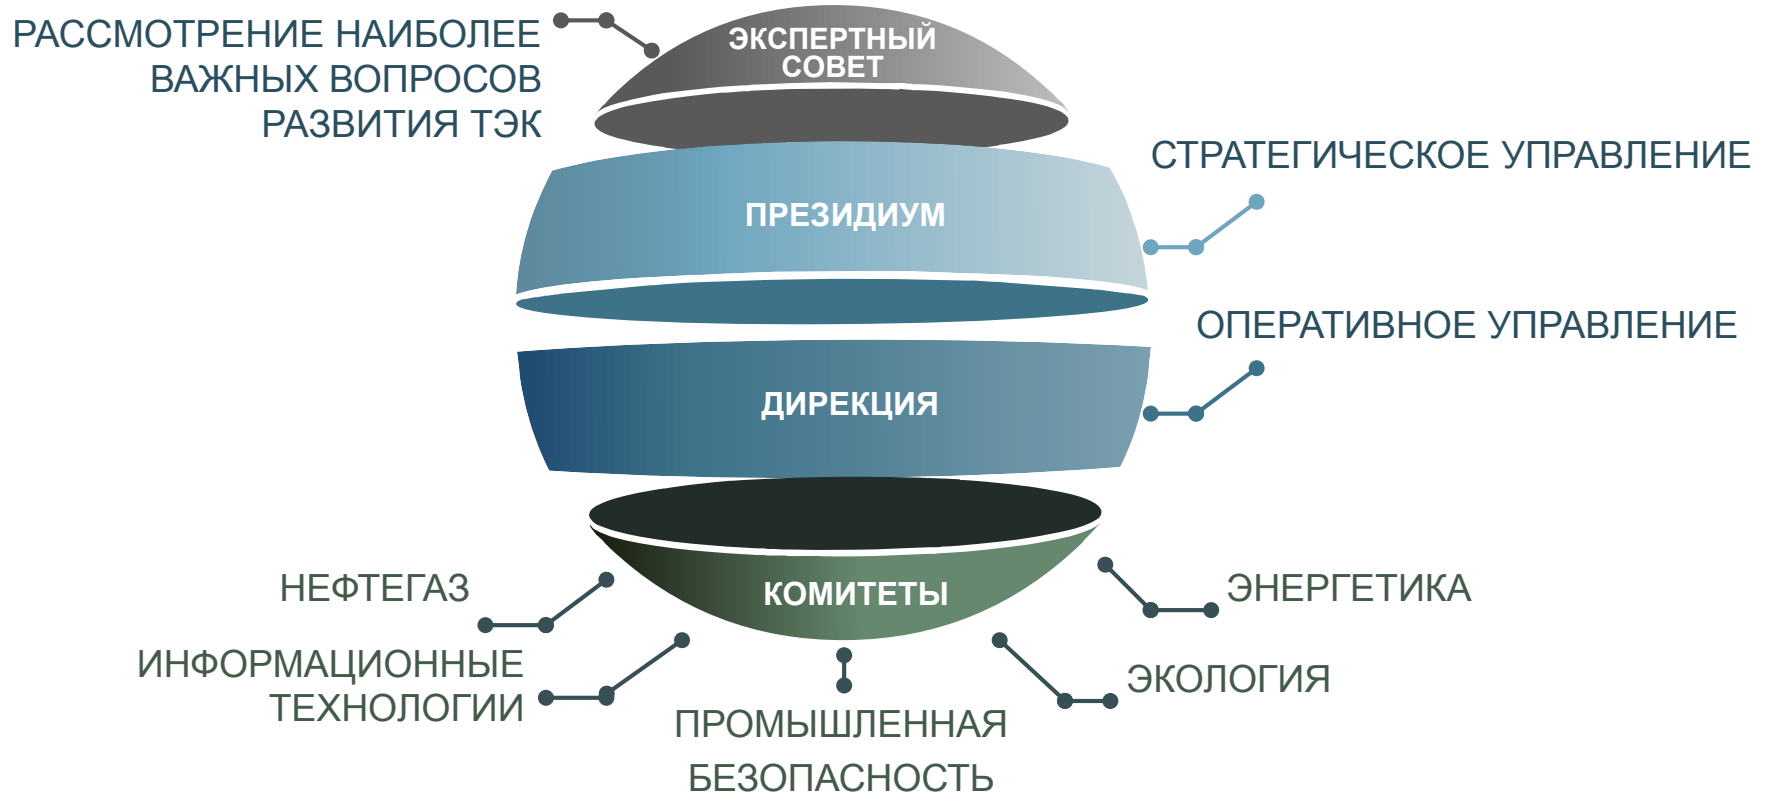 РАССМОТРЕНИЕ НАИБОЛЕЕ
ВАЖНЫХ ВОПРОСОВ
РАЗВИТИЯ ТЭК
ЭКСПЕРТНЫЙ
СОВЕТ
СТРАТЕГИЧЕСКОЕ УПРАВЛЕНИЕ
ПРЕЗИДИУМ
ОПЕРАТИВНОЕ УПРАВЛЕНИЕ
ДИРЕКЦИЯ
КОМИТЕТЫ
НЕФТЕГАЗ
ЭНЕРГЕТИКА
ИНФОРМАЦИОННЫЕ
ТЕХНОЛОГИИ
ЭКОЛОГИЯ
ПРОМЫШЛЕННАЯ
БЕЗОПАСНОСТЬ